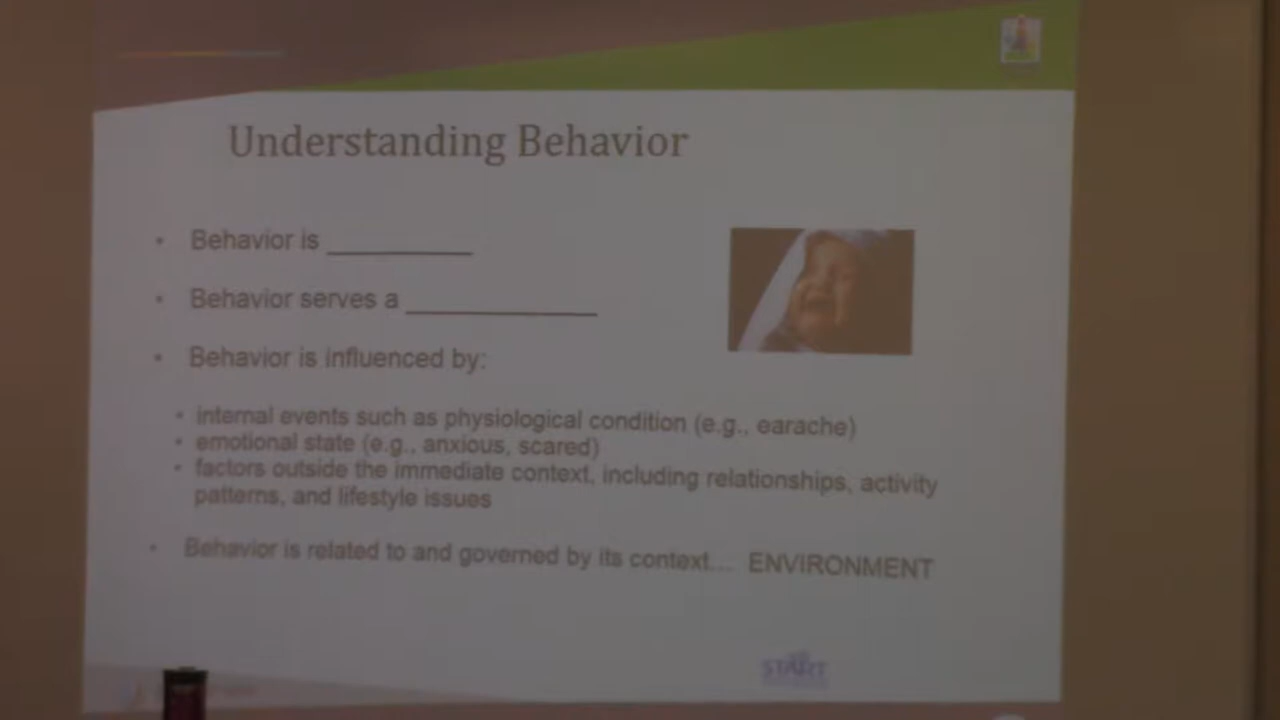 Understanding Behavior
• Behavior is __________
• Behavior serves a _____________
• Behavior is influenced by:
• internal events such as physiological condition (e.g., earache)
• emotional state (e.g., anxious, scared)
• factors outside the immediate context, including relationships, activity
patterns, and lifestyle issues
• Behavior is related to and governed by its context... ENVIRONMENT
START